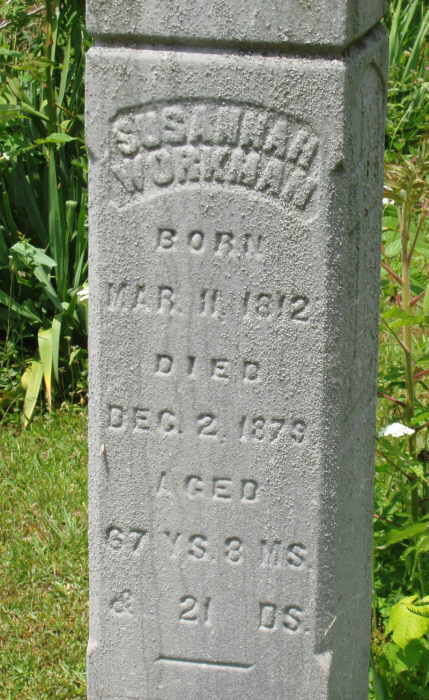 SUSANNAH
WORKMAN
BORN
MAR. 11, 1812
DIED
DEC. 2, 1879
AGED
67 YS. 8 MS.
& 21 DS.